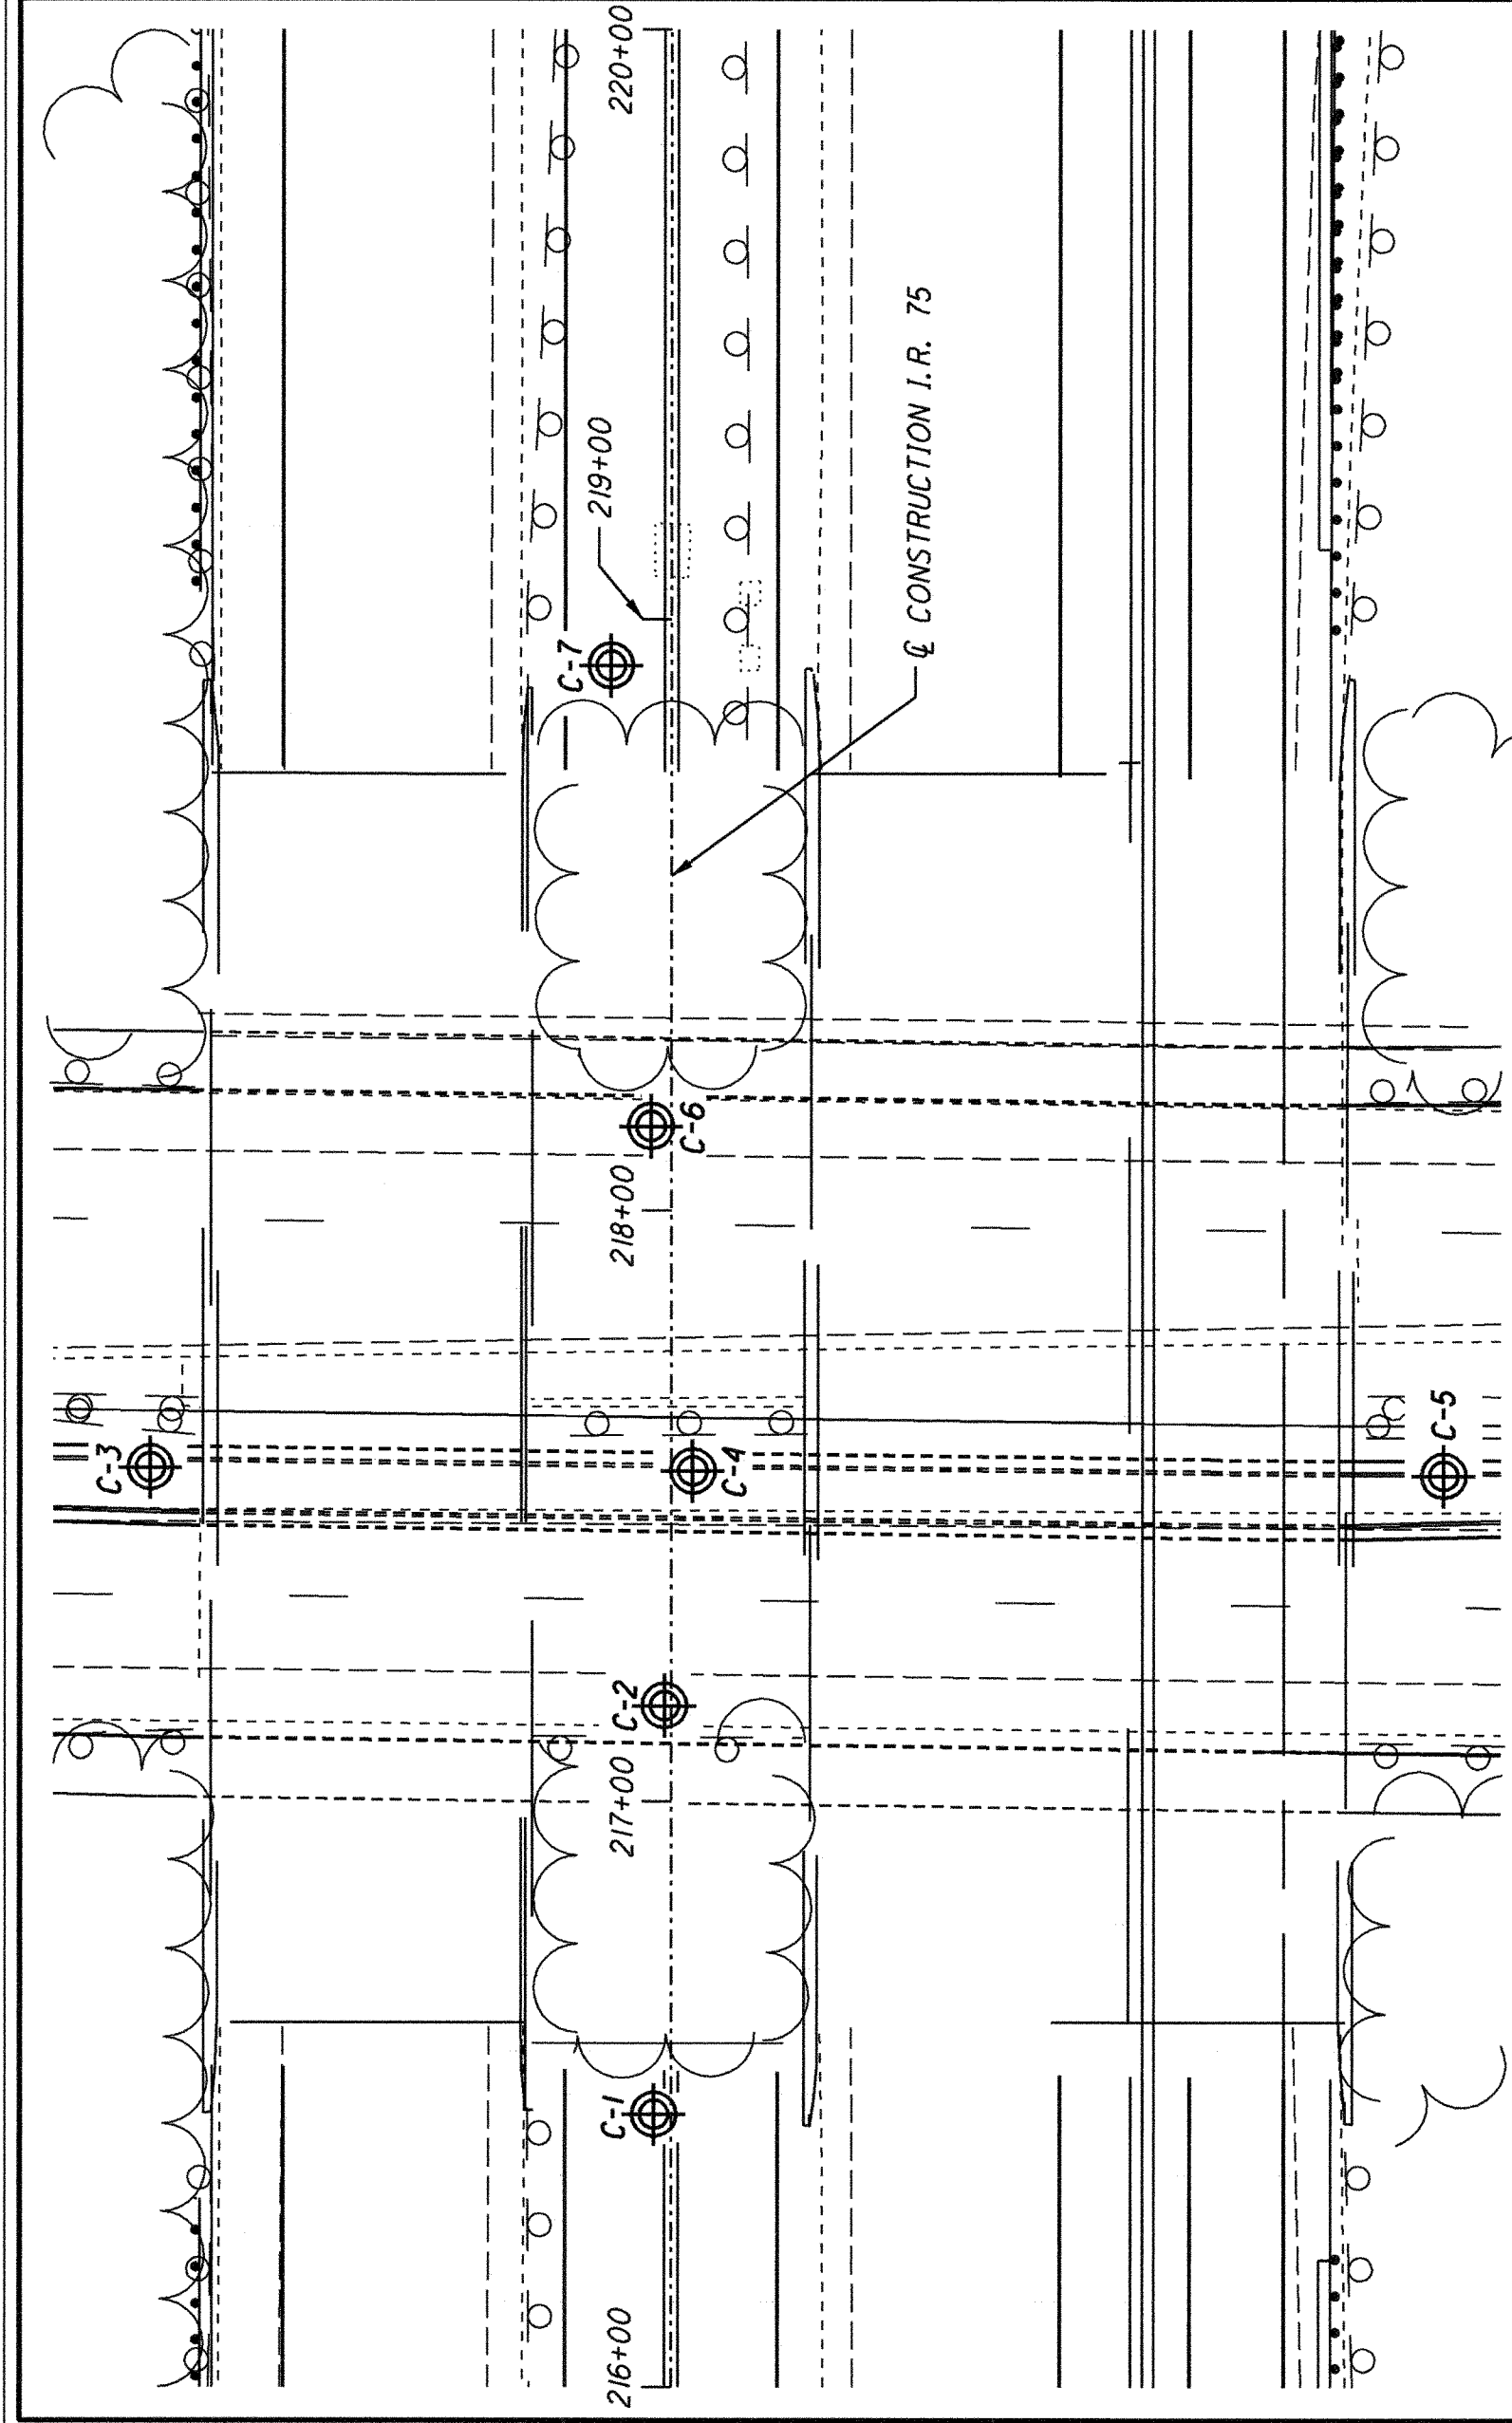 220+00
C-7
219+00
℄ CONSTRUCTION I.R. 75
C-6
218+00
C-3
C-4
C-5
C-2
217+00
C-1
216+00